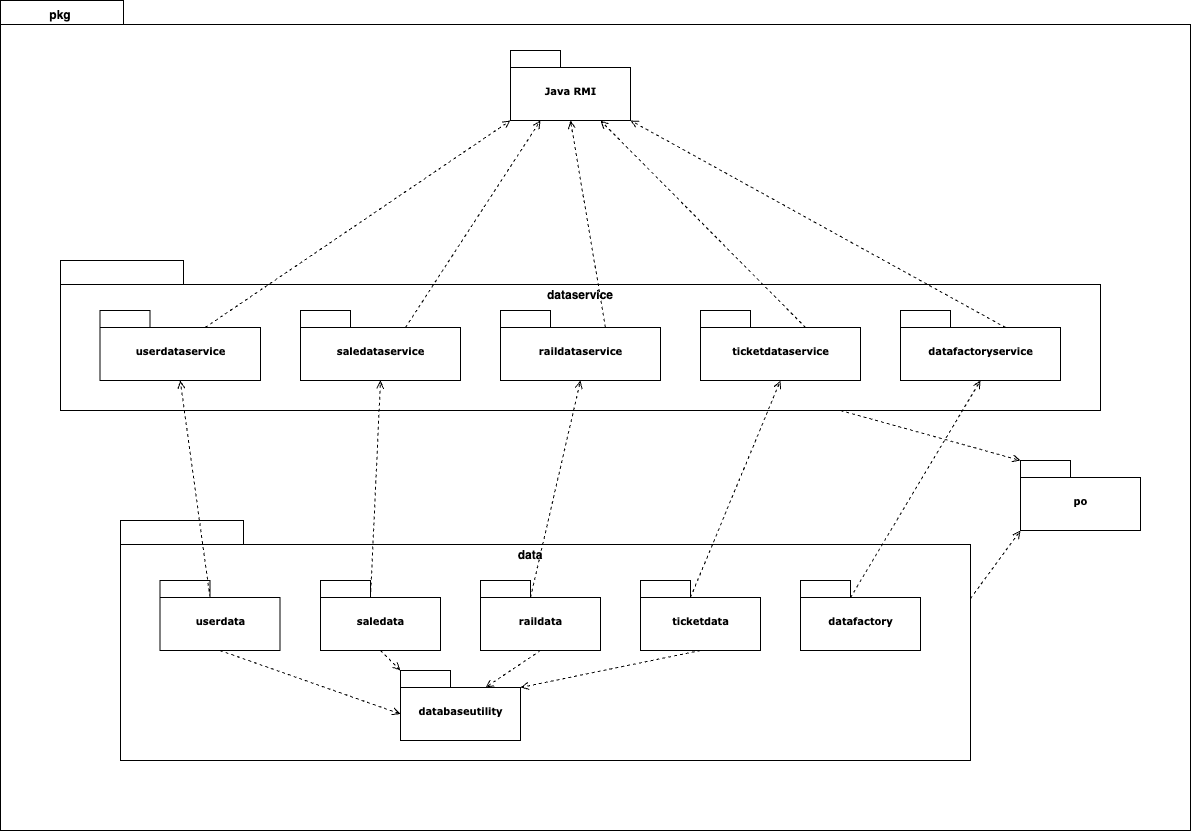 pkg
Java RMI
dataservice
userdataservice
saledataservice
raildataservice
ticketdataservice
datafactoryservice
po
data
userdata
saledata
raildata
ticketdata
datafactory
databaseutility